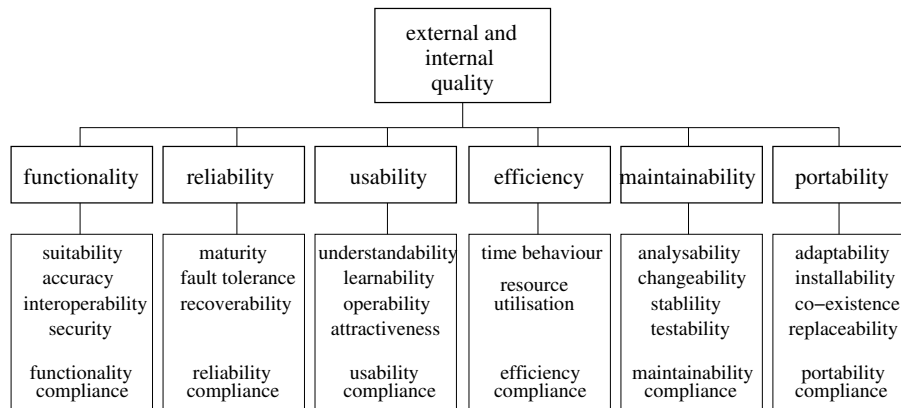 external and
internal
quality
functionality
reliability
usability
efficiency
maintainability
portability
suitability
accuracy
interoperability
security
functionality
compliance
maturity
fault tolerance
recoverability
reliability
compliance
understandability
learnability
operability
attractiveness
usability
compliance
time behaviour
resource
utilisation
efficiency
compliance
analysability
changeability
stablility
testability
maintainability
compliance
adaptability
installability
co−existence
replaceability
portability
compliance